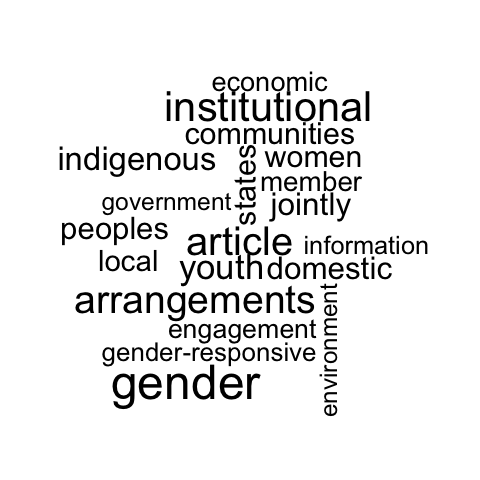 economic
institutional
communities
indigenous
states
women
member
government
jointly
peoples
article
information
local
youth
domestic
arrangements
environment
engagement
gender-responsive
gender